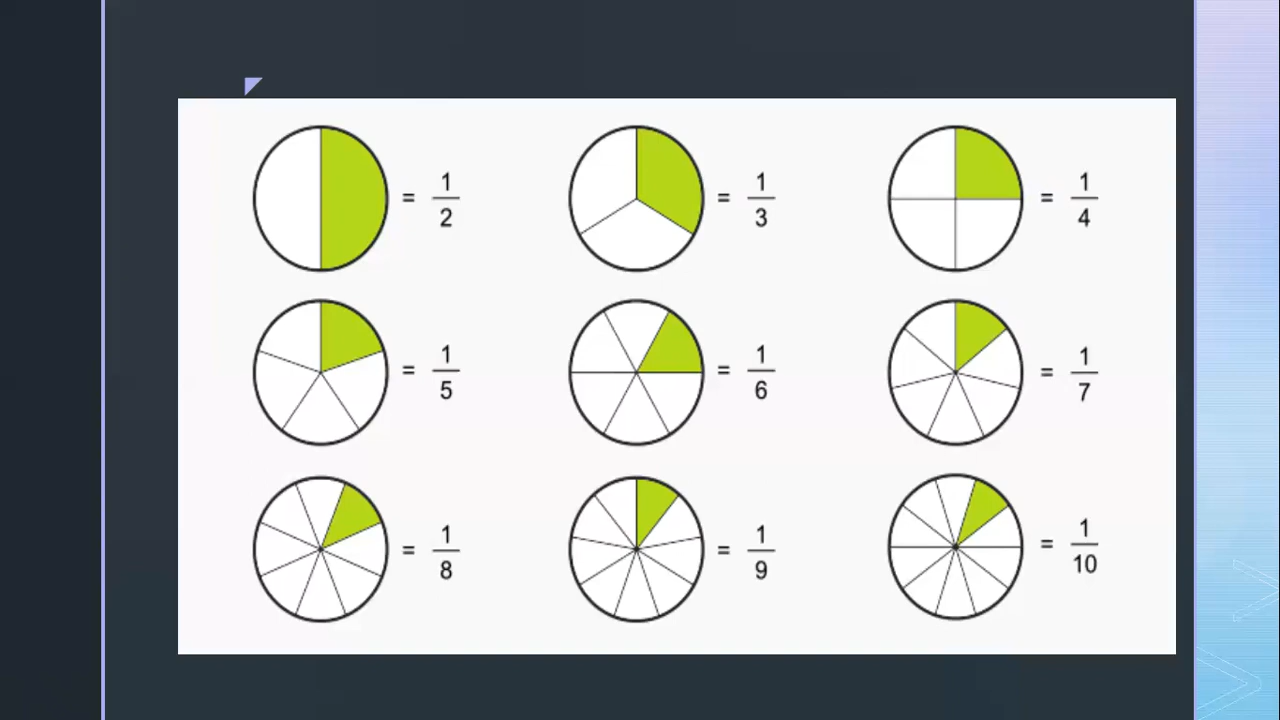 = 1/2 = 1/3 = 1/4
= 1/5 = 1/6 = 1/7
= 1/8 = 1/9 = 1/10